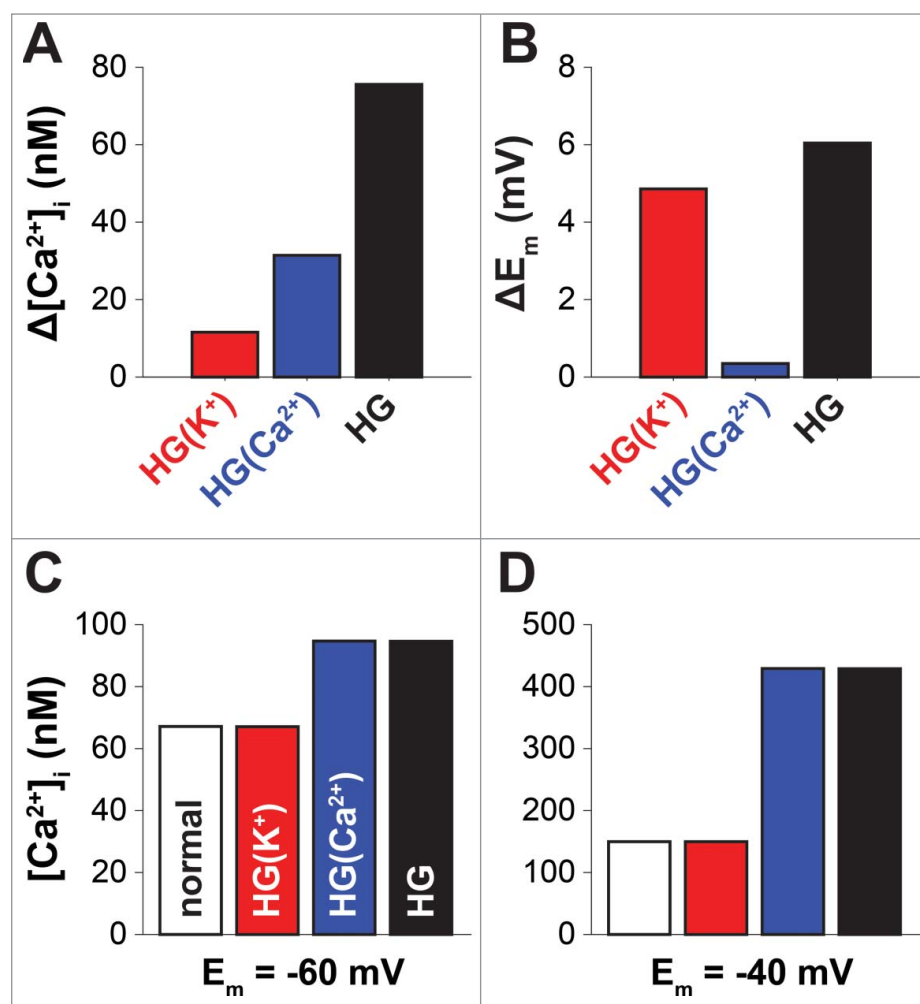 A
Δ[Ca²⁺]ᵢ (nM)
80
60
40
20
0
HG(K⁺)
HG(Ca²⁺)
HG
B
ΔEₘ (mV)
8
6
4
2
0
HG(K⁺)
HG(Ca²⁺)
HG
C
[Ca²⁺]ᵢ (nM)
100
80
60
40
20
0
normal
HG(K⁺)
HG(Ca²⁺)
HG
Eₘ = -60 mV
D
500
400
300
200
100
0
Eₘ = -40 mV